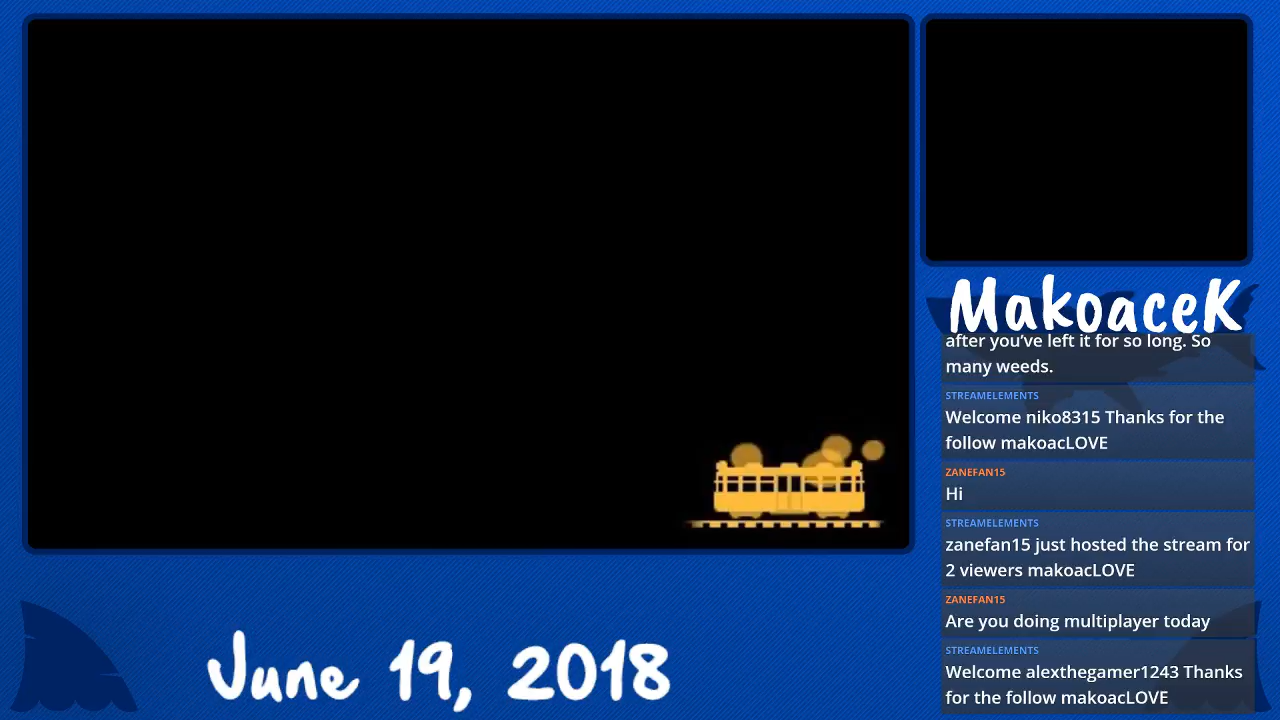 MakoaceK
after you've left it for so long. So
many weeds.
STREAMELEMENTS
Welcome niko8315 Thanks for the
follow makoacLOVE
ZANEFAN15
Hi
STREAMELEMENTS
zanefan15 just hosted the stream for
2 viewers makoacLOVE
ZANEFAN15
Are you doing multiplayer today
STREAMELEMENTS
Welcome alexthegamer1243 Thanks
for the follow makoacLOVE
June 19, 2018